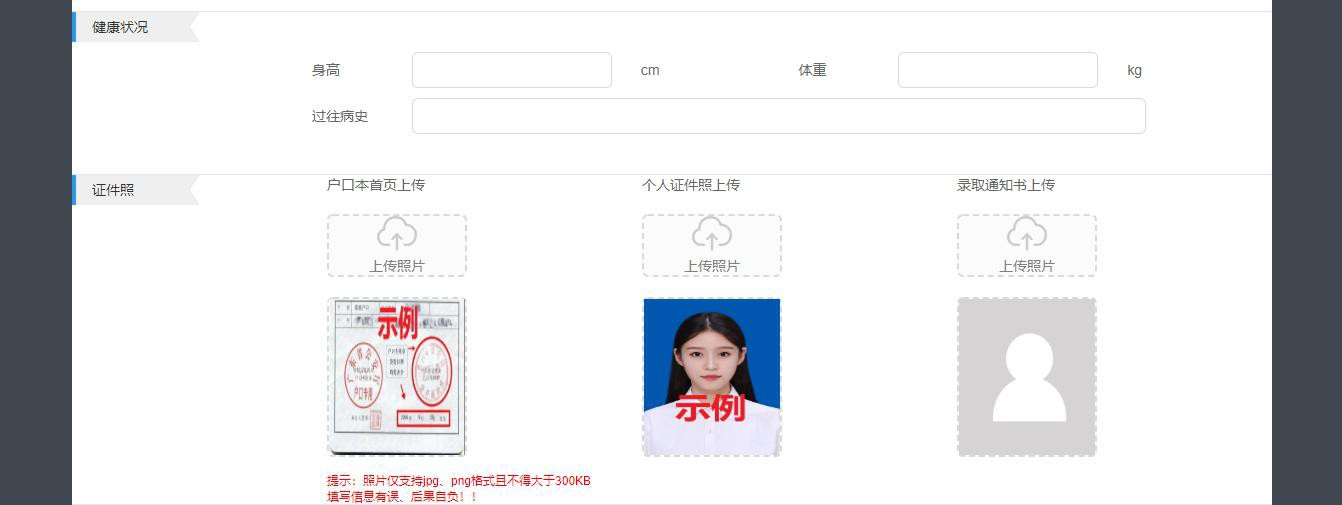 健康状况
身高 cm 体重 kg
过往病史
证件照
户口本首页上传 个人证件照上传 录取通知书上传
上传照片 上传照片 上传照片
示例 示例
户口专用
提示：照片仅支持jpg、png格式且不得大于300KB
填写信息有误、后果自负！！